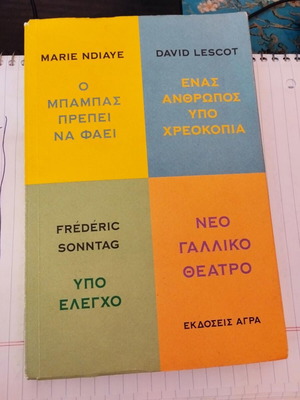 MARIE NDIAYE
Ο
ΜΠΑΜΠΑΣ
ΠΡΕΠΕΙ
ΝΑ ΦΑΕΙ
DAVID LESCOT
ΕΝΑΣ
ΑΝΘΡΩΠΟΣ
ΥΠΟ
ΧΡΕΟΚΟΠΙΑ
FRÉDÉRIC
SONNTAG
ΥΠΟ
ΕΛΕΓΧΟ
ΝΕΟ
ΓΑΛΛΙΚΟ
ΘΕΑΤΡΟ
ΕΚΔΟΣΕΙΣ ΑΓΡΑ